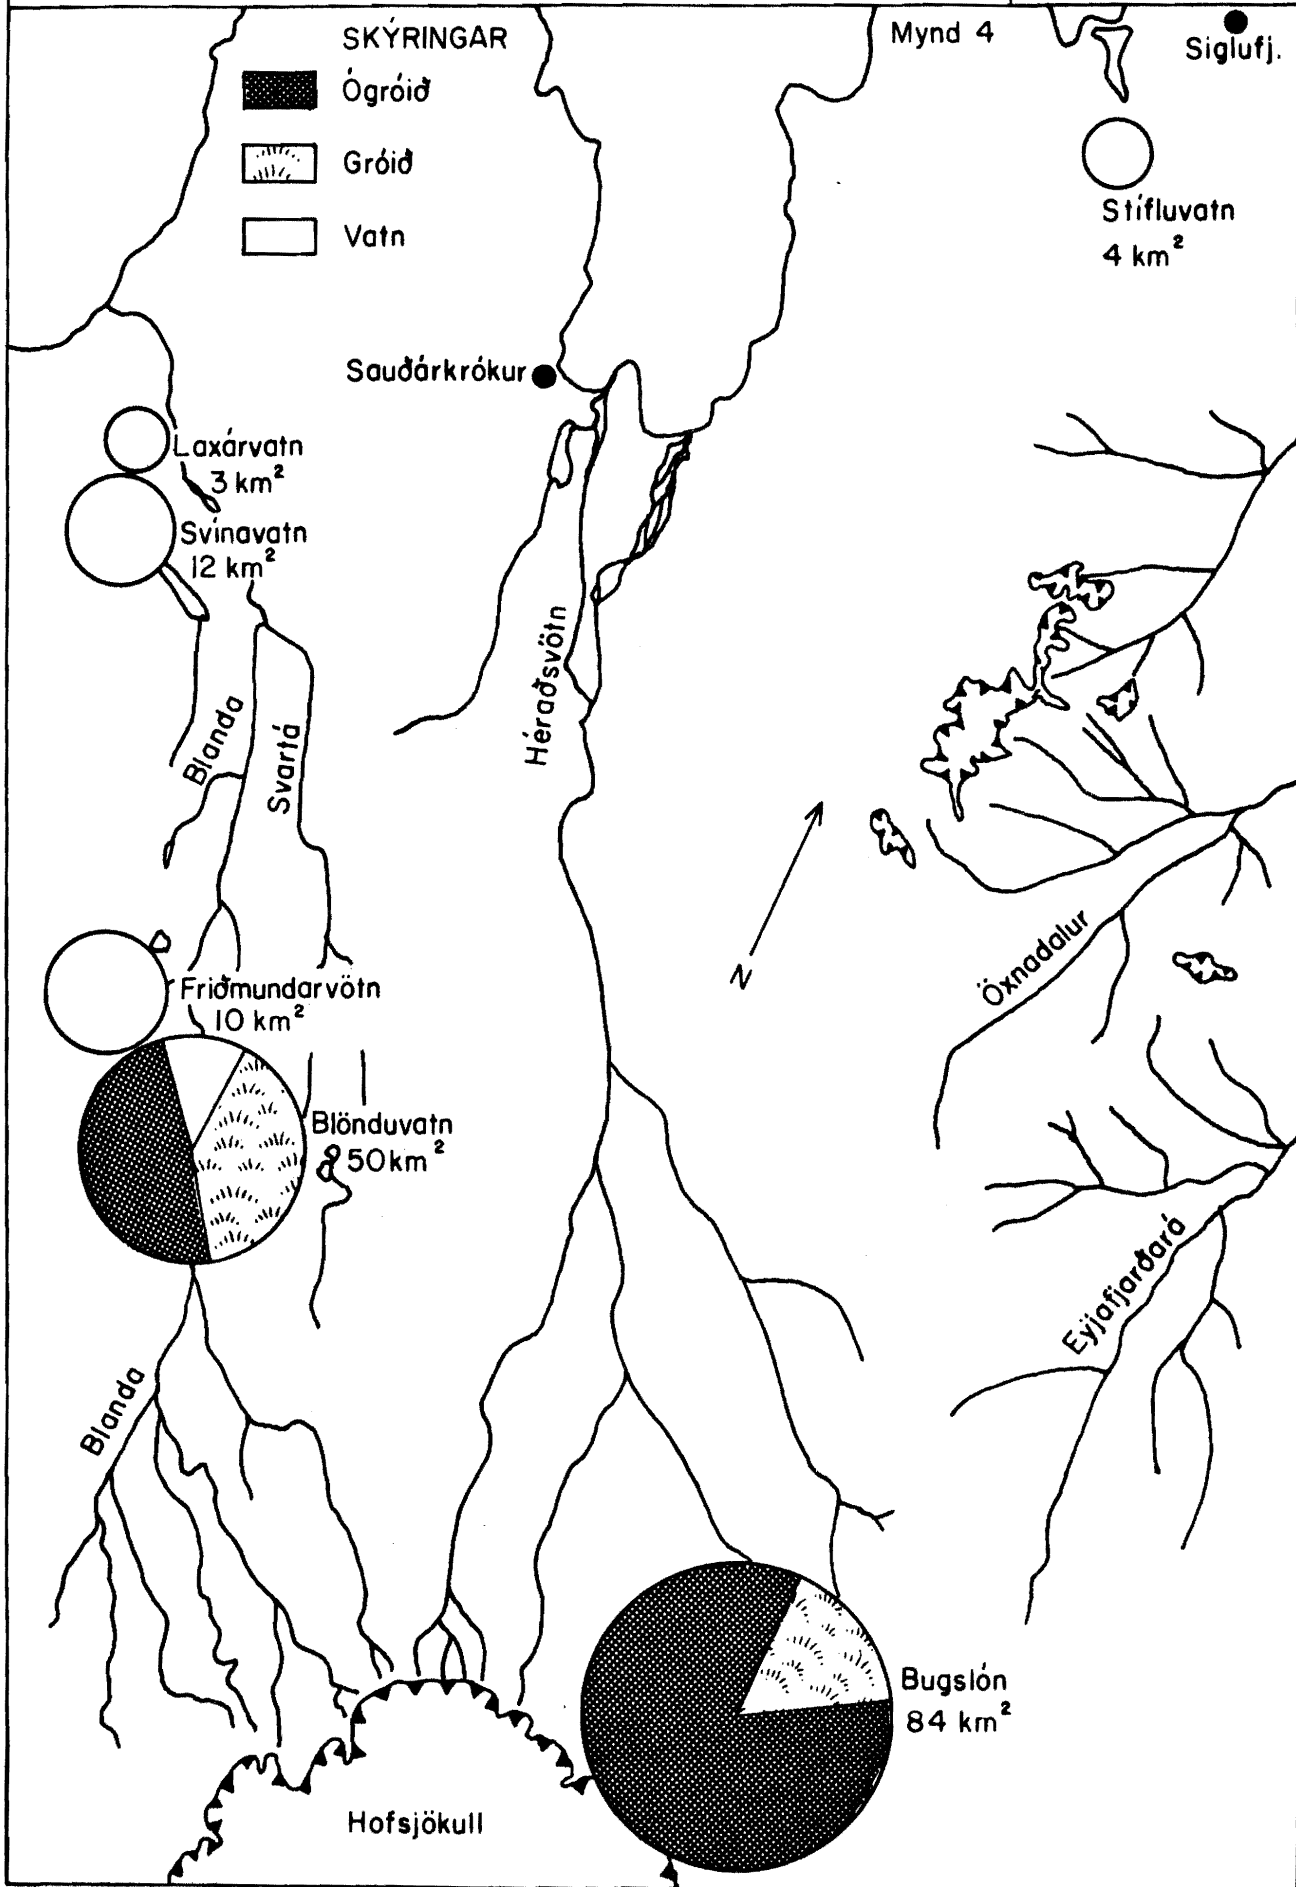 SKÝRINGAR
Ógróið
Gróið
Vatn
Mynd 4
Siglufj.
Stífluvatn
4 km²
Sauðárkrókur
Laxárvatn
3 km²
Svínavatn
12 km²
Blanda
Svartá
Héraðsvötn
N
Öxnadalur
Friðmundarvötn
10 km²
Blönduvatn
50 km²
Eyjafjarðará
Blanda
Bugslón
84 km²
Hofsjökull